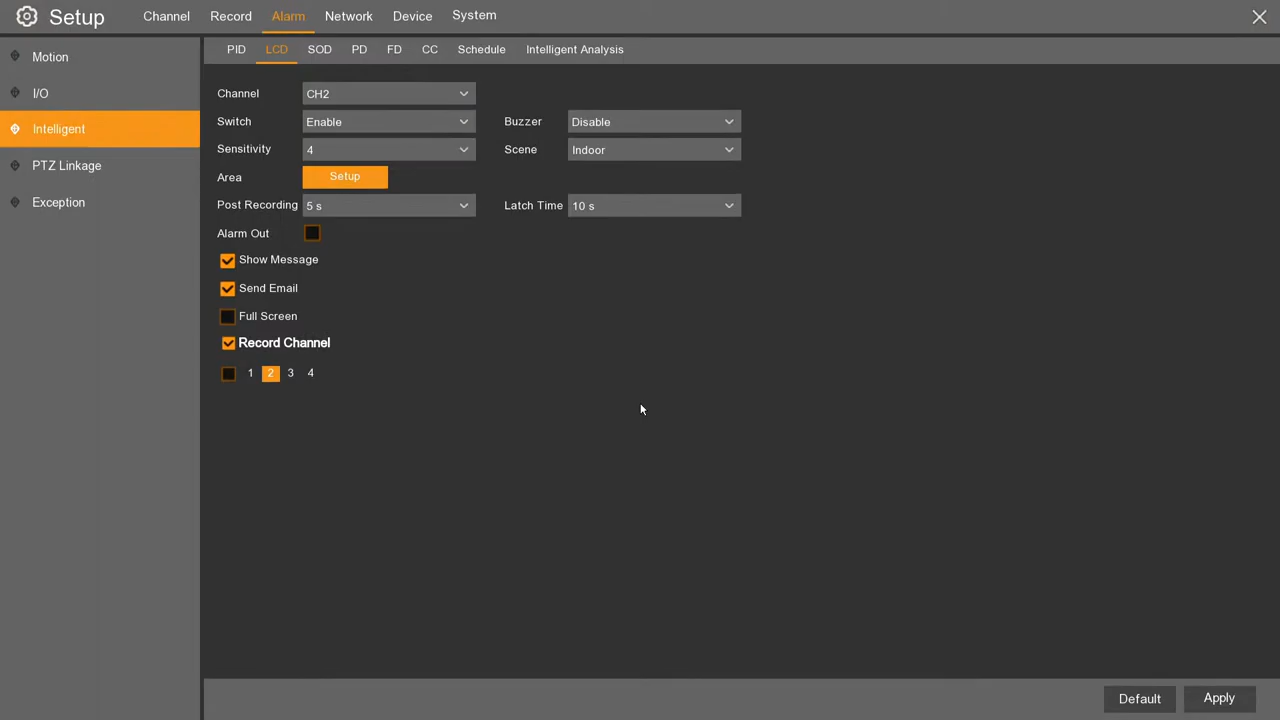 Setup Channel Record Alarm Network Device System
Motion
I/O
Intelligent
PTZ Linkage
Exception
PID LCD SOD PD FD CC Schedule Intelligent Analysis
Channel CH2
Switch Enable Buzzer Disable
Sensitivity 4 Scene Indoor
Area Setup
Post Recording 5 s Latch Time 10 s
Alarm Out
Show Message
Send Email
Full Screen
Record Channel
1 2 3 4
Default Apply